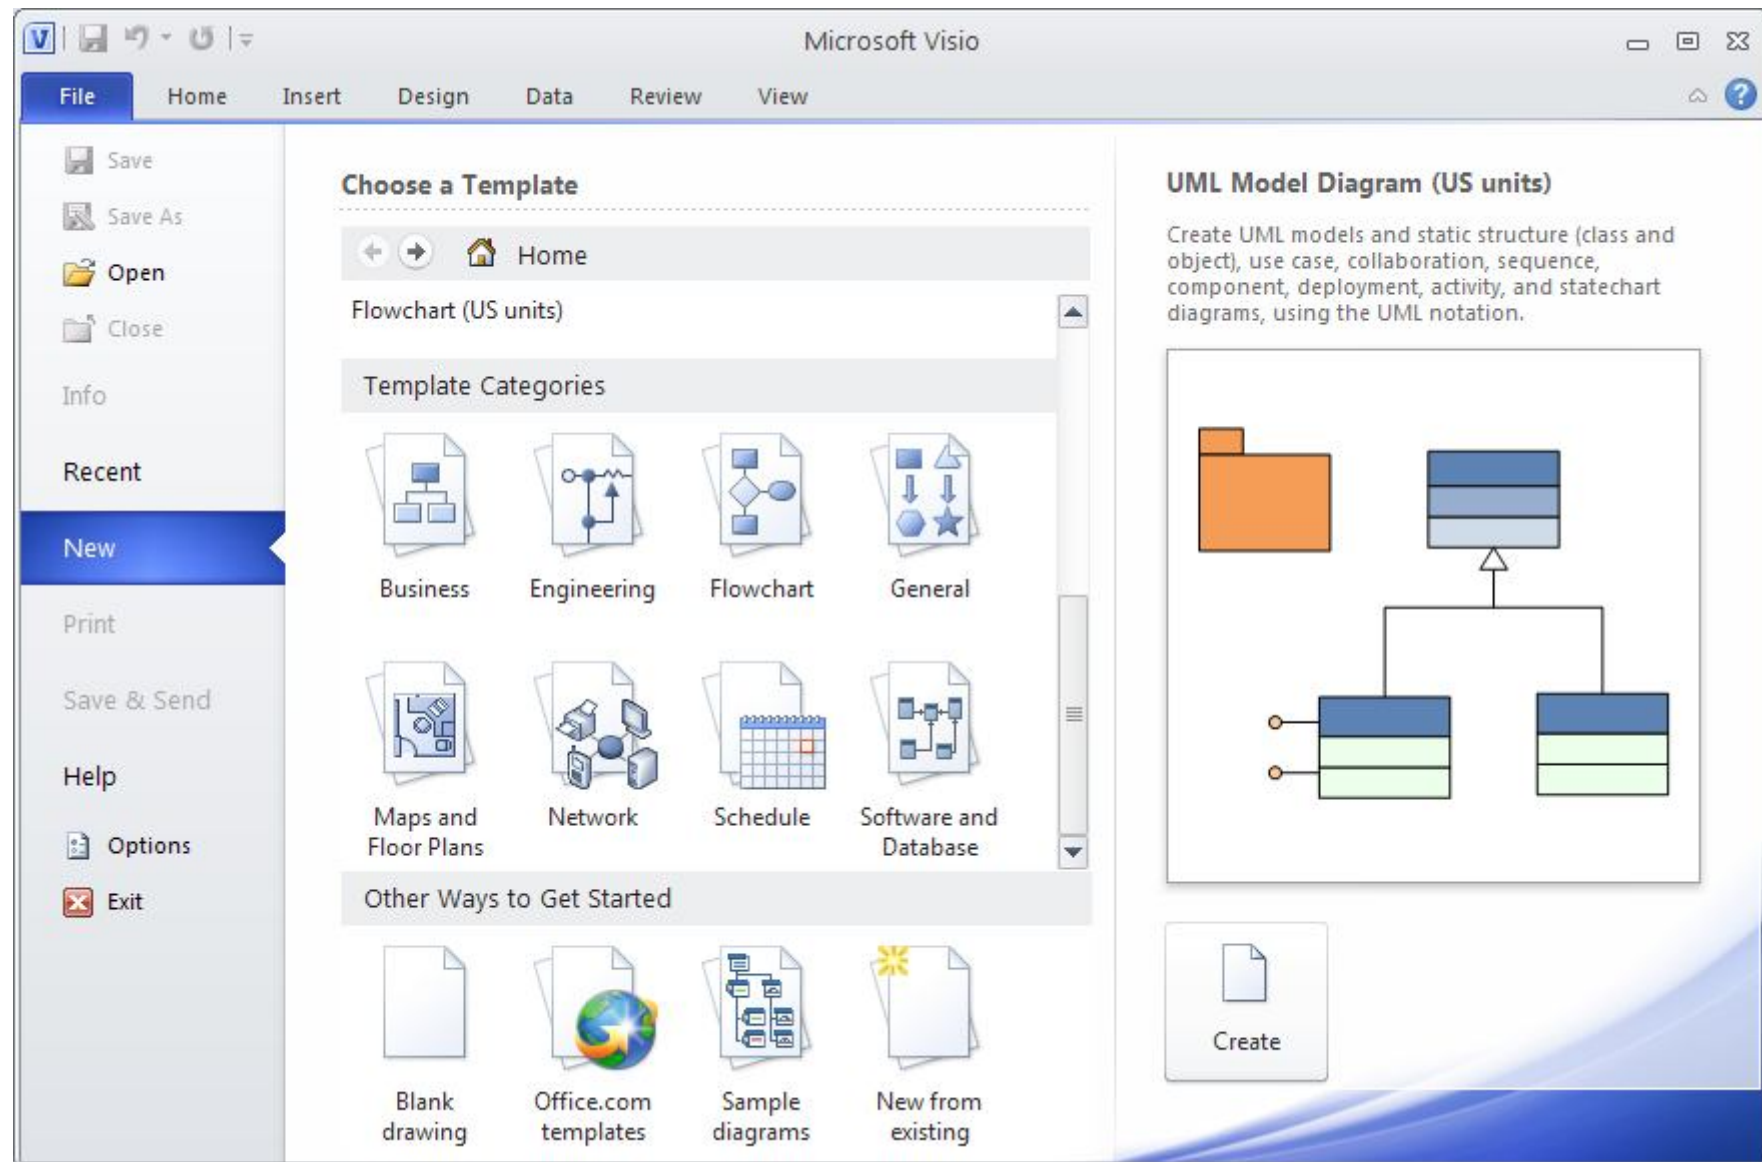 Microsoft Visio
File Home Insert Design Data Review View
Save
Save As
Open
Close
Info
Recent
New
Print
Save & Send
Help
Options
Exit
Choose a Template
Home
Flowchart (US units)
Template Categories
Business
Engineering
Flowchart
General
Maps and
Floor Plans
Network
Schedule
Software and
Database
Other Ways to Get Started
Blank
drawing
Office.com
templates
Sample
diagrams
New from
existing
UML Model Diagram (US units)
Create UML models and static structure (class and
object), use case, collaboration, sequence,
component, deployment, activity, and statechart
diagrams, using the UML notation.
Create